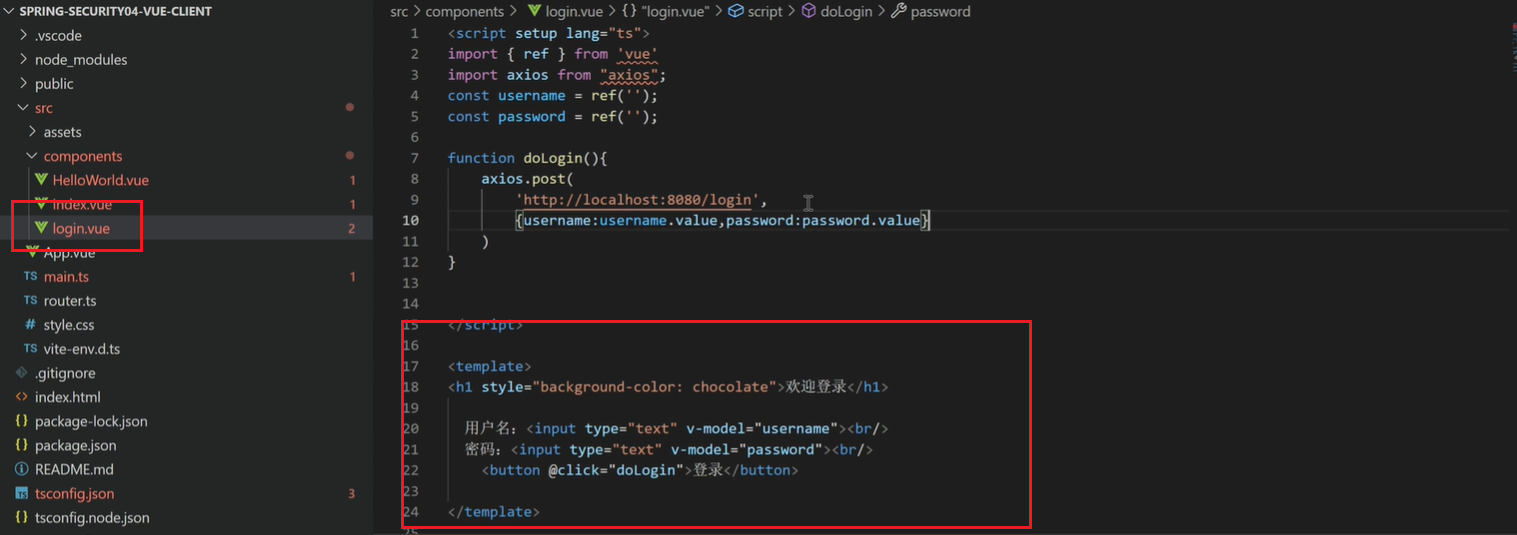 SPRING-SECURITY04-VUE-CLIENT
.vscode
node_modules
public
src
assets
components
HelloWorld.vue 1
index.vue 1
login.vue 2
App.vue
TS main.ts 1
TS router.ts
# style.css
TS vite-env.d.ts
.gitignore
<> index.html
{} package-lock.json
{} package.json
README.md
TS tsconfig.json 3
{} tsconfig.node.json
src > components > login.vue > {} "login.vue" > script > doLogin > password
1 <script setup lang="ts">
2 import { ref } from 'vue'
3 import axios from "axios";
4 const username = ref('');
5 const password = ref('');
6
7 function doLogin(){
8 axios.post(
9 'http://localhost:8080/login',
10 {username:username.value,password:password.value}
11 )
12 }
13
14
15 </script>
16
17 <template>
18 <h1 style="background-color: chocolate">欢迎登录</h1>
19
20 用户名：<input type="text" v-model="username"><br/>
21 密码：<input type="text" v-model="password"><br/>
22 <button @click="doLogin">登录</button>
23
24 </template>